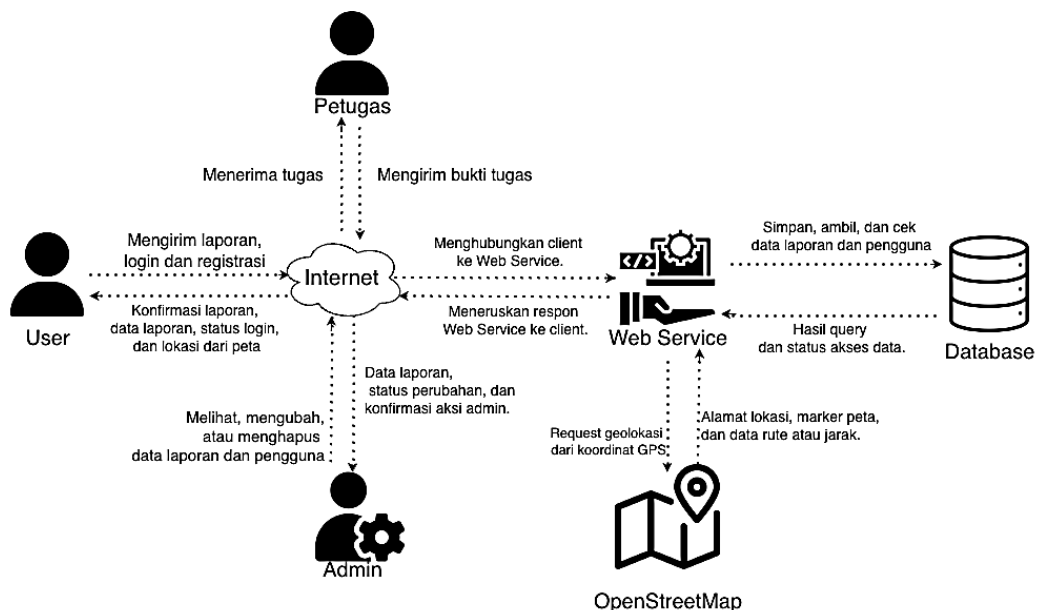 Petugas
Menerima tugas
Mengirim bukti tugas
Mengirim laporan,
login dan registrasi
Internet
Menghubungkan client
ke Web Service.
</>
Simpan, ambil, dan cek
data laporan dan pengguna
User
Konfirmasi laporan,
data laporan, status login,
dan lokasi dari peta
Meneruskan respon
Web Service ke client.
Web Service
Hasil query
dan status akses data.
Database
Data laporan,
status perubahan, dan
konfirmasi aksi admin.
Melihat, mengubah,
atau menghapus
data laporan dan pengguna
Request geolokasi
dari koordinat GPS
Alamat lokasi, marker peta,
dan data rute atau jarak.
Admin
OpenStreetMap